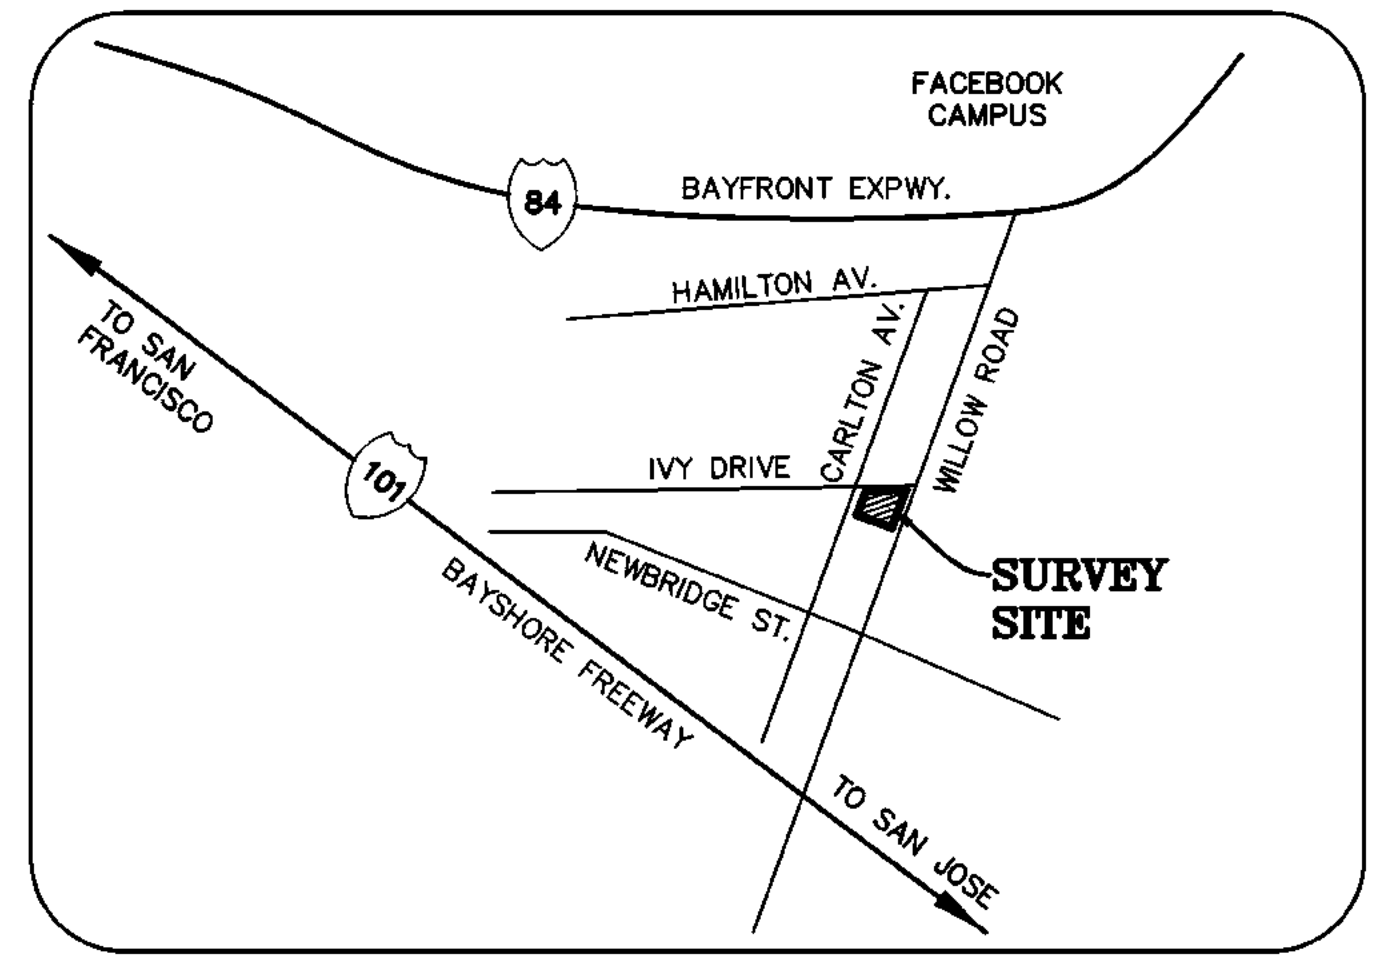 FACEBOOK
CAMPUS
BAYFRONT EXPWY.
84
HAMILTON AV.
TO SAN
FRANCISCO
CARLTON AV.
WILLOW ROAD
101
IVY DRIVE
NEWBRIDGE ST.
SURVEY
SITE
BAYSHORE FREEWAY
TO SAN JOSE